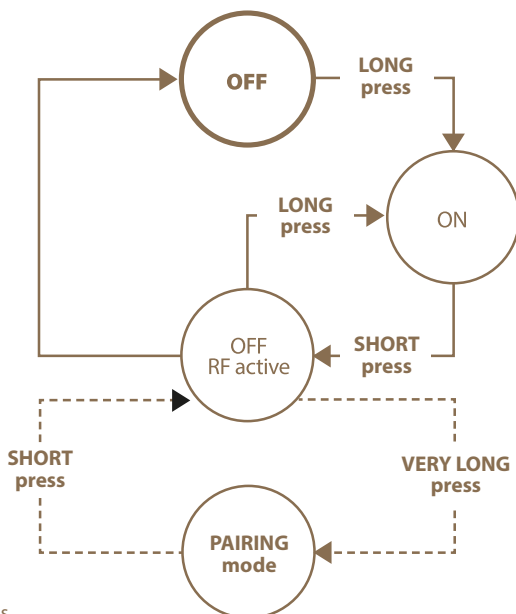 OFF
LONG
press
ON
LONG
press
OFF
RF active
SHORT
press
SHORT
press
VERY LONG
press
PAIRING
mode
s